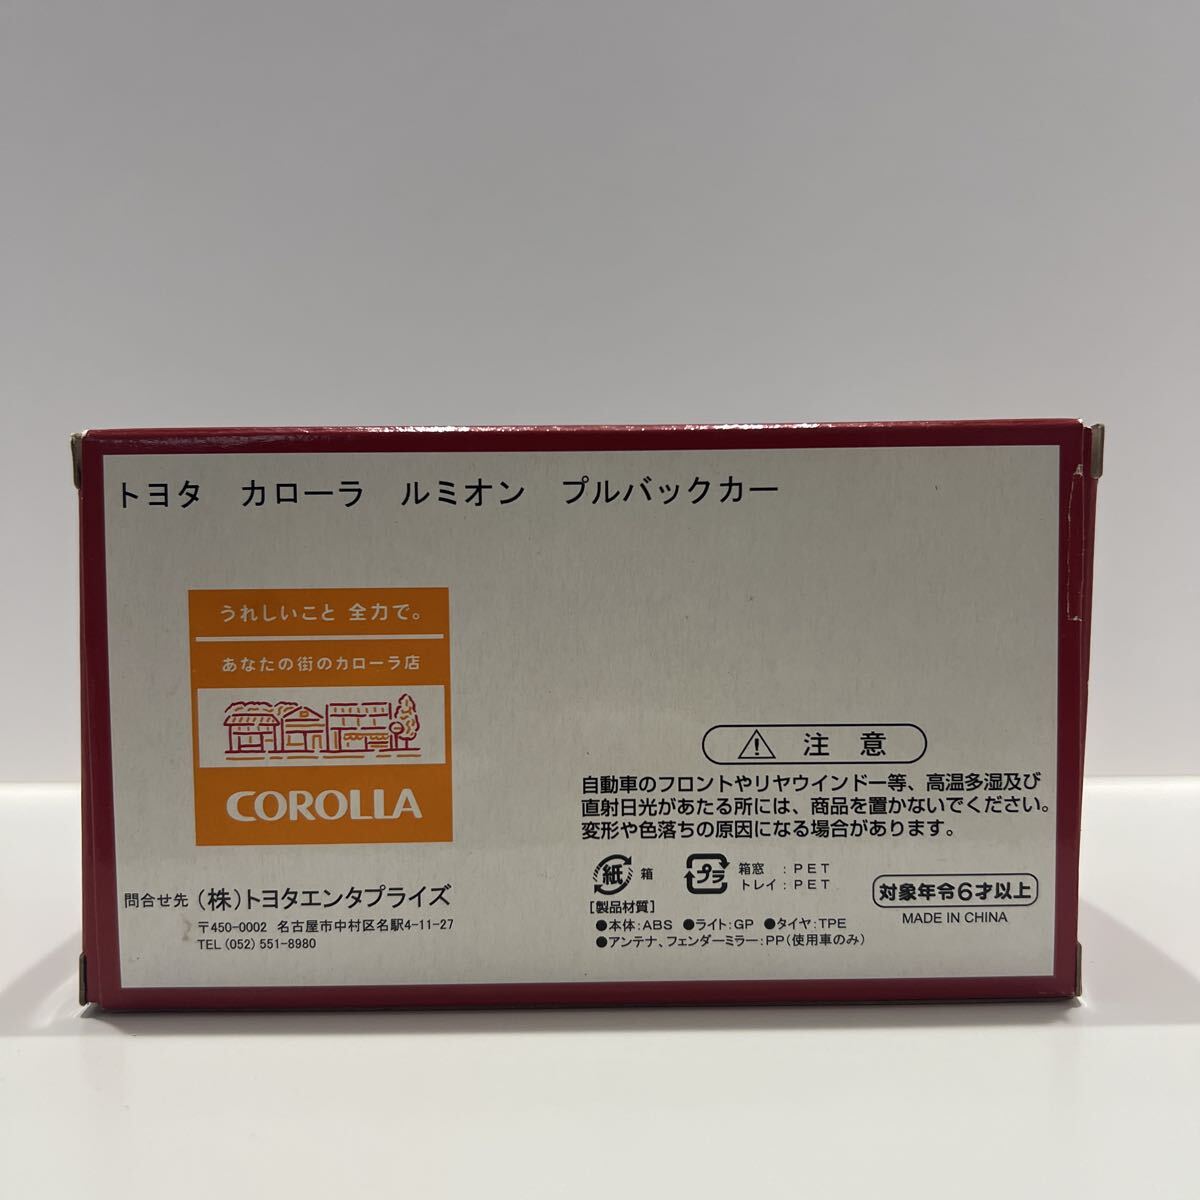 トヨタ　カローラ　ルミオン　プルバックカー
うれしいこと 全力で。
あなたの街のカローラ店
COROLLA
問合せ先 (株)トヨタエンタプライズ
〒450-0002 名古屋市中村区名駅4-11-27
TEL (052) 551-8980
注意
自動車のフロントやリヤウインドー等、高温多湿及び
直射日光があたる所には、商品を置かないでください。
変形や色落ちの原因になる場合があります。
紙 箱
プラ 箱窓 : PET
トレイ : PET
[製品材質]
●本体:ABS ●ライト:GP ●タイヤ:TPE
●アンテナ、フェンダーミラー:PP(使用車のみ)
対象年令6才以上
MADE IN CHINA